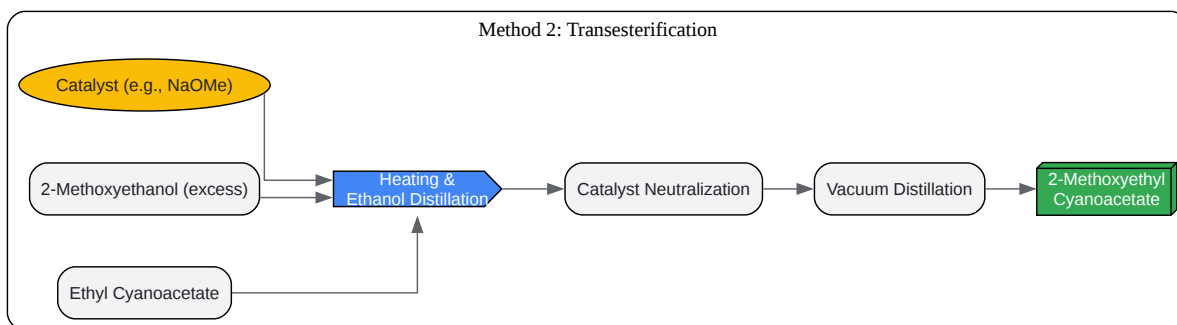 Method 2: Transesterification
Catalyst (e.g., NaOMe)
2-Methoxyethanol (excess)
Heating &
Ethanol Distillation
Catalyst Neutralization
Vacuum Distillation
2-Methoxyethyl
Cyanoacetate
Ethyl Cyanoacetate